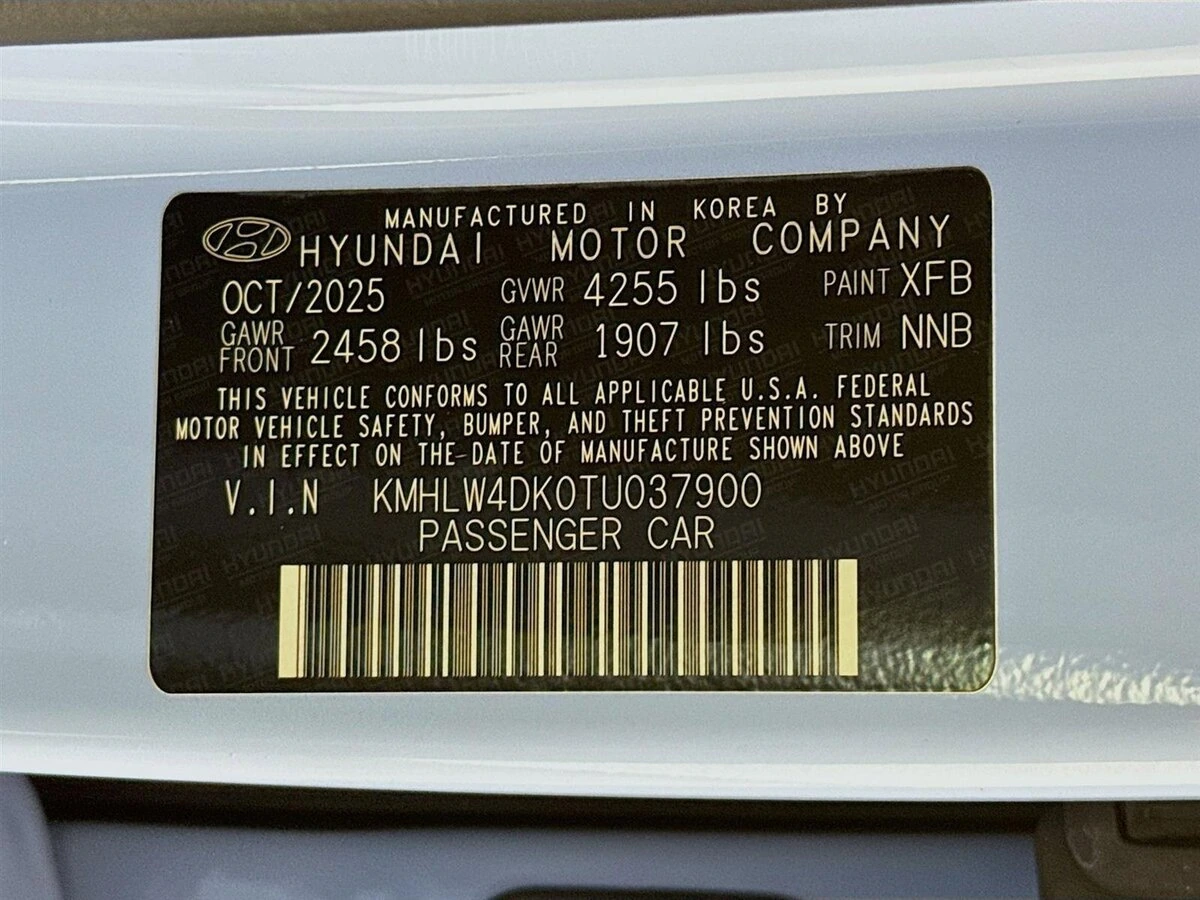 MANUFACTURED IN KOREA BY
HYUNDAI MOTOR COMPANY
OCT/2025 GVWR 4255 lbs PAINT XFB
GAWR FRONT 2458 lbs GAWR REAR 1907 lbs TRIM NNB
THIS VEHICLE CONFORMS TO ALL APPLICABLE U.S.A. FEDERAL
MOTOR VEHICLE SAFETY, BUMPER, AND THEFT PREVENTION STANDARDS
IN EFFECT ON THE DATE OF MANUFACTURE SHOWN ABOVE
V.I.N KMHLW4DK0TU037900
PASSENGER CAR